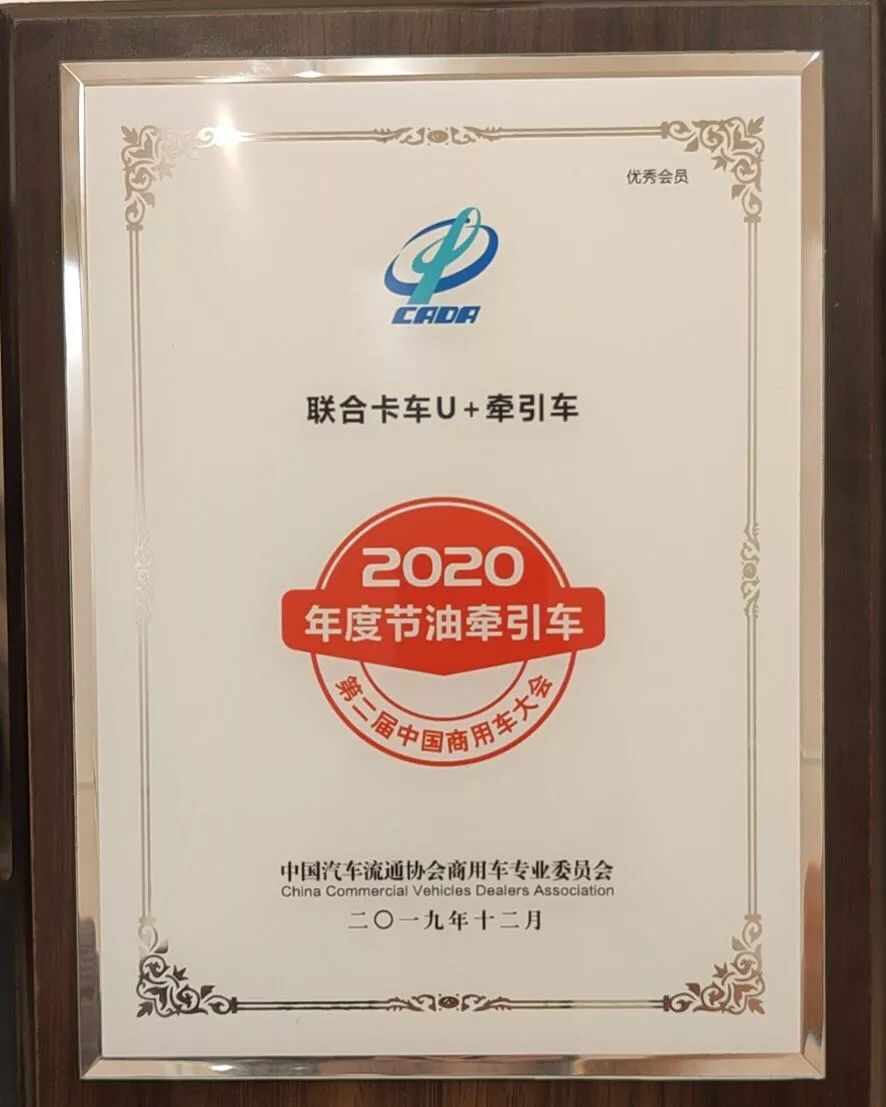 优秀会员
CADA
联合卡车U+牵引车
2020
年度节油牵引车
第二届中国商用车大会
中国汽车流通协会商用车专业委员会
China Commercial Vehicles Dealers Association
二〇一九年十二月